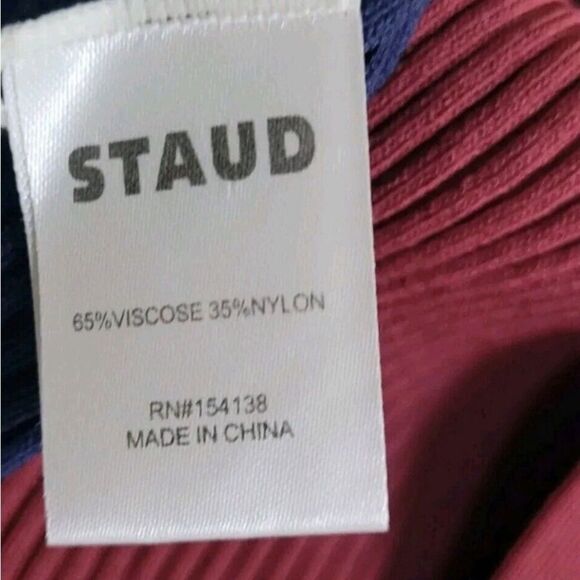 STAUD
65%VISCOSE 35%NYLON
RN#154138
MADE IN CHINA